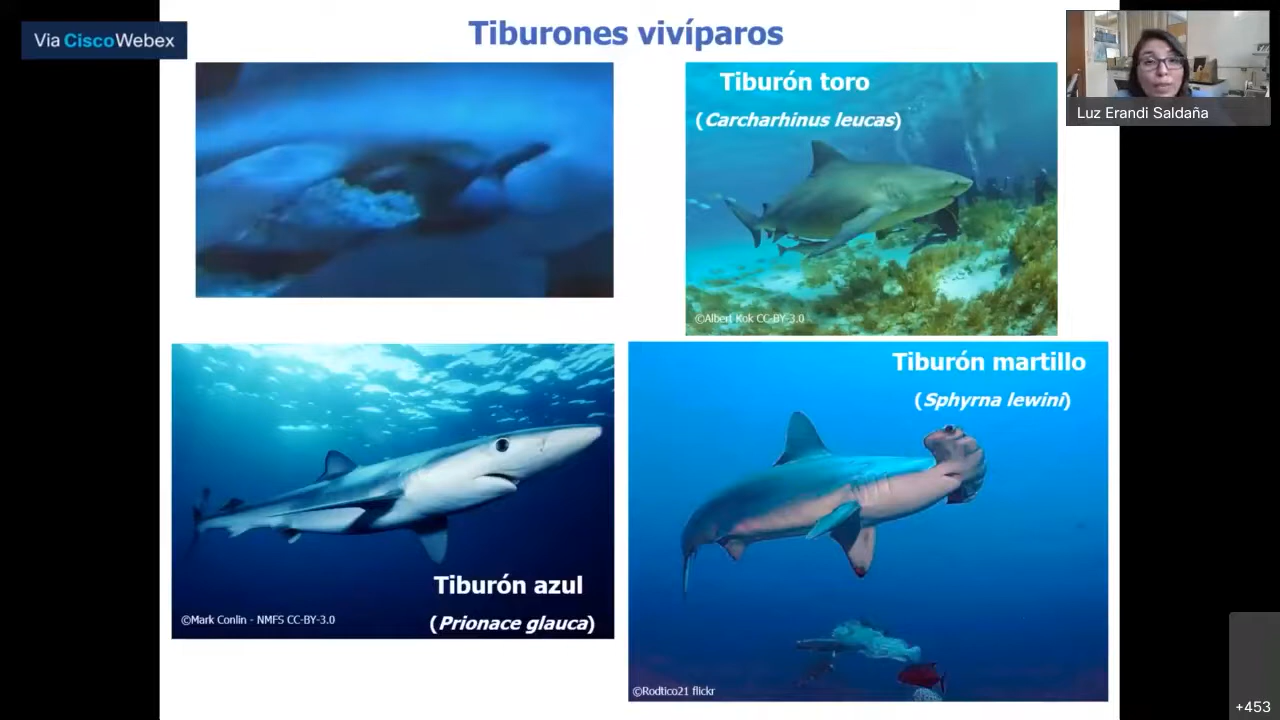 Via CiscoWebex
Tiburones vivíparos
Luz Erandi Saldaña
Tiburón toro
(Carcharhinus leucas)
©Albert Kok CC-BY-3.0
Tiburón azul
(Prionace glauca)
©Mark Conlin - NMFS CC-BY-3.0
Tiburón martillo
(Sphyrna lewini)
©Rodtico21 flickr
+453